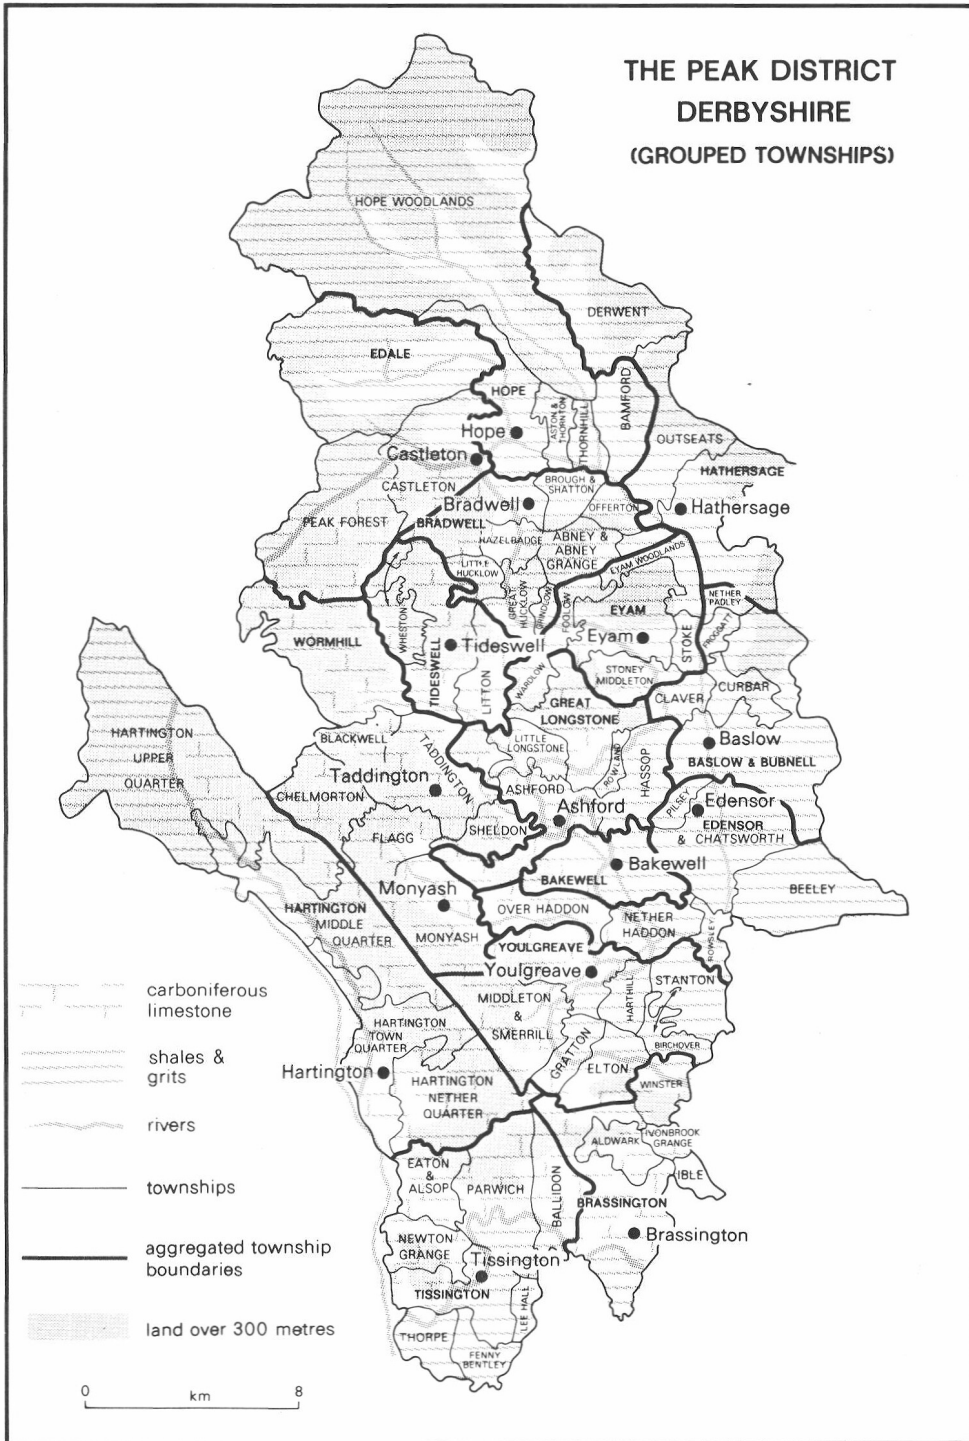 THE PEAK DISTRICT
DERBYSHIRE
(GROUPED TOWNSHIPS)
HOPE WOODLANDS
DERWENT
EDALE
HOPE
ASTON &
THORNTON
THORNHILL
BAMFORD
Hope
OUTSEATS
Castleton
HATHERSAGE
CASTLETON
BROUGH &
SHATTON
Bradwell
OFFERTON
Hathersage
PEAK FOREST
BRADWELL
HAZELBADGE
ABNEY &
ABNEY
GRANGE
EYAM WOODLANDS
LITTLE
HUCKLOW
GREAT
HUCKLOW
GRINDLOW
FOOLOW
EYAM
NETHER
PADLEY
WORMHILL
WHESTON
TIDESWELL
Tideswell
Eyam
STOKE
FROGGATT
LITTON
WARDLOW
STONEY
MIDDLETON
CURBAR
CLAVER
GREAT
LONGSTONE
HARTINGTON
UPPER
QUARTER
BLACKWELL
TADDINGTON
LITTLE
LONGSTONE
ROWLAND
HASSOP
Baslow
BASLOW & BUBNELL
Taddington
CHELMORTON
ASHFORD
Ashford
PILSLEY
Edensor
EDENSOR
& CHATSWORTH
FLAGG
SHELDON
Bakewell
BAKEWELL
BEELEY
Monyash
HARTINGTON
MIDDLE
QUARTER
OVER HADDON
NETHER
HADDON
ROWSLEY
MONYASH
YOULGREAVE
Youlgreave
STANTON
HARTHILL
MIDDLETON
&
SMERRILL
carboniferous
limestone
HARTINGTON
TOWN
QUARTER
GRATTON
BIRCHOVER
shales &
grits
Hartington
HARTINGTON
NETHER
QUARTER
ELTON
WINSTER
rivers
ALDWARK
IVONBROOK
GRANGE
EATON
&
ALSOP
PARWICH
BALLIDON
IBLE
townships
BRASSINGTON
Brassington
NEWTON
GRANGE
aggregated township
boundaries
Tissington
TISSINGTON
LEE HALL
land over 300 metres
THORPE
FENNY
BENTLEY
0
km
8